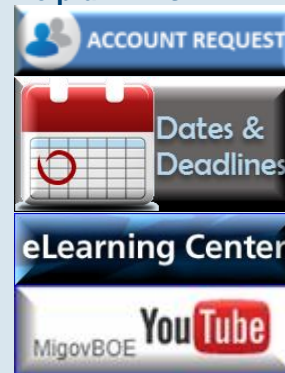 ACCOUNT REQUEST
Dates &
Deadlines
eLearning Center
MigovBOE YouTube